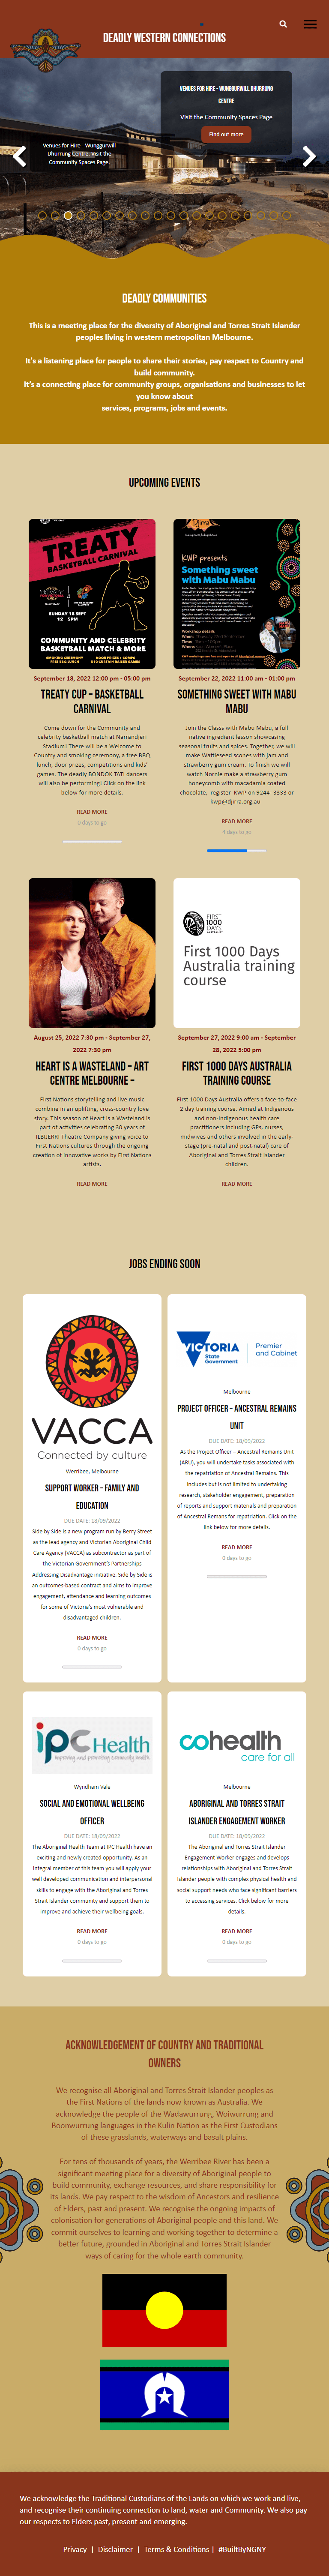 DEADLY WESTERN CONNECTIONS
VENUES FOR HIRE - WUNGGURWILL DHURRUNG
CENTRE
Visit the Community Spaces Page
Find out more
Venues for Hire - Wunggurwill
Dhurrung Centre. Visit the
Community Spaces Page.
DEADLY COMMUNITIES
This is a meeting place for the diversity of Aboriginal and Torres Strait Islander
peoples living in western metropolitan Melbourne.
It's a listening place for people to share their stories, pay respect to Country and
build community.
It's a connecting place for community groups, organisations and businesses to let
you know about
services, programs, jobs and events.
UPCOMING EVENTS
TREATY
BASKETBALL CARNIVAL
SUNDAY 18 SEPT
12 - 5PM
COMMUNITY AND CELEBRITY
BASKETBALL MATCH & MORE
September 18, 2022 12:00 pm - 05:00 pm
TREATY CUP – BASKETBALL
CARNIVAL
Come down for the Community and
celebrity basketball match at Narrandjeri
Stadium! There will be a Welcome to
Country and smoking ceremony, a free BBQ
lunch, door prizes, competitions and kids'
games. The deadly BONDOK TATI dancers
will also be performing! Click on the link
below for more details.
READ MORE
0 days to go
Djirra
KWP presents
Something sweet
with Mabu Mabu
Workshop details
September 22, 2022 11:00 am - 01:00 pm
SOMETHING SWEET WITH MABU
MABU
Join the Classs with Mabu Mabu, a full
native ingredient lesson showcasing
seasonal fruits and spices. Together, we will
make Wattleseed scones with jam and
strawberry gum cream. To finish we will
watch Nornie make a strawberry gum
honeycomb with macadamia coated
chocolate, register KWP on 9244- 3333 or
kwp@djirra.org.au
READ MORE
4 days to go
August 25, 2022 7:30 pm - September 27,
2022 7:30 pm
HEART IS A WASTELAND – ART
CENTRE MELBOURNE –
First Nations storytelling and live music
combine in an uplifting, cross-country love
story. This season of Heart is a Wasteland is
part of activities celebrating 30 years of
ILBIJERRI Theatre Company giving voice to
First Nations cultures through the ongoing
creation of innovative works by First Nations
artists.
READ MORE
FIRST
1000
DAYS
AUSTRALIA
First 1000 Days
Australia training
course
September 27, 2022 9:00 am - September
28, 2022 5:00 pm
FIRST 1000 DAYS AUSTRALIA
TRAINING COURSE
First 1000 Days Australia offers a face-to-face
2 day training course. Aimed at Indigenous
and non-Indigenous health care
practitioners including GPs, nurses,
midwives and others involved in the early-
stage (pre-natal and post-natal) care of
Aboriginal and Torres Strait Islander
children.
READ MORE
JOBS ENDING SOON
VACCA
Connected by culture
Werribee, Melbourne
SUPPORT WORKER – FAMILY AND
EDUCATION
DUE DATE: 18/09/2022
Side by Side is a new program run by Berry Street
as the lead agency and Victorian Aboriginal Child
Care Agency (VACCA) as subcontractor as part of
the Victorian Government's Partnerships
Addressing Disadvantage initiative. Side by Side is
an outcomes-based contract and aims to improve
engagement, attendance and learning outcomes
for some of Victoria's most vulnerable and
disadvantaged children.
READ MORE
0 days to go
VICTORIA
State
Government
Premier
and Cabinet
Melbourne
PROJECT OFFICER – ANCESTRAL REMAINS
UNIT
DUE DATE: 18/09/2022
As the Project Officer – Ancestral Remains Unit
(ARU), you will undertake tasks associated with
the repatriation of Ancestral Remains. This
includes but is not limited to undertaking
research, stakeholder engagement, preparation
of reports and support materials and preparation
of Ancestral Remans for repatriation. Click on the
link below for more details.
READ MORE
0 days to go
ipc Health
Wyndham Vale
SOCIAL AND EMOTIONAL WELLBEING
OFFICER
DUE DATE: 18/09/2022
The Aboriginal Health Team at IPC Health have an
exciting and newly created opportunity. As an
integral member of this team you will apply your
well developed communication and interpersonal
skills to engage with the Aboriginal and Torres
Strait Islander community and support them to
improve and achieve their wellbeing goals.
READ MORE
0 days to go
cohealth
care for all
Melbourne
ABORIGINAL AND TORRES STRAIT
ISLANDER ENGAGEMENT WORKER
DUE DATE: 18/09/2022
The Aboriginal and Torres Strait Islander
Engagement Worker engages and develops
relationships with Aboriginal and Torres Strait
Islander people with complex physical health and
social support needs who face significant barriers
to accessing services. Click below for more
details.
READ MORE
0 days to go
ACKNOWLEDGEMENT OF COUNTRY AND TRADITIONAL
OWNERS
We recognise all Aboriginal and Torres Strait Islander peoples as
the First Nations of the lands now known as Australia. We
acknowledge the people of the Wadawurrung, Woiwurrung and
Boonwurrung languages in the Kulin Nation as the First Custodians
of these grasslands, waterways and basalt plains.
For tens of thousands of years, the Werribee River has been a
significant meeting place for a diversity of Aboriginal people to
build community, exchange resources, and share responsibility for
its lands. We pay respect to the wisdom of Ancestors and resilience
of Elders, past and present. We recognise the ongoing impacts of
colonisation for generations of Aboriginal people and this land. We
commit ourselves to learning and working together to determine a
better future, grounded in Aboriginal and Torres Strait Islander
ways of caring for the whole earth community.
We acknowledge the Traditional Custodians of the Lands on which we work and live,
and recognise their continuing connection to land, water and Community. We also pay
our respects to Elders past, present and emerging.
Privacy | Disclaimer | Terms & Conditions | #BuiltByNGNY